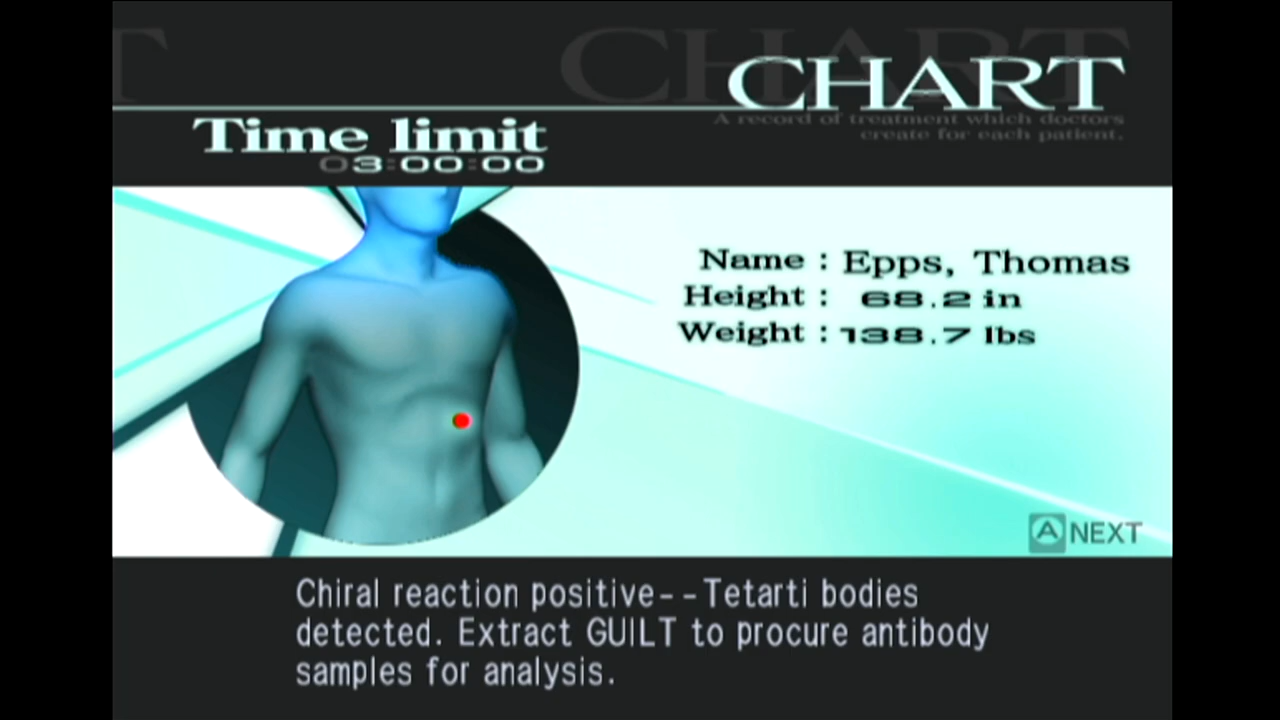 CHART
CHART
A record of treatment which doctors
create for each patient.
Time limit
03:00:00
Name : Epps, Thomas
Height : 68.2 in
Weight : 138.7 lbs
A NEXT
Chiral reaction positive--Tetarti bodies
detected. Extract GUILT to procure antibody
samples for analysis.